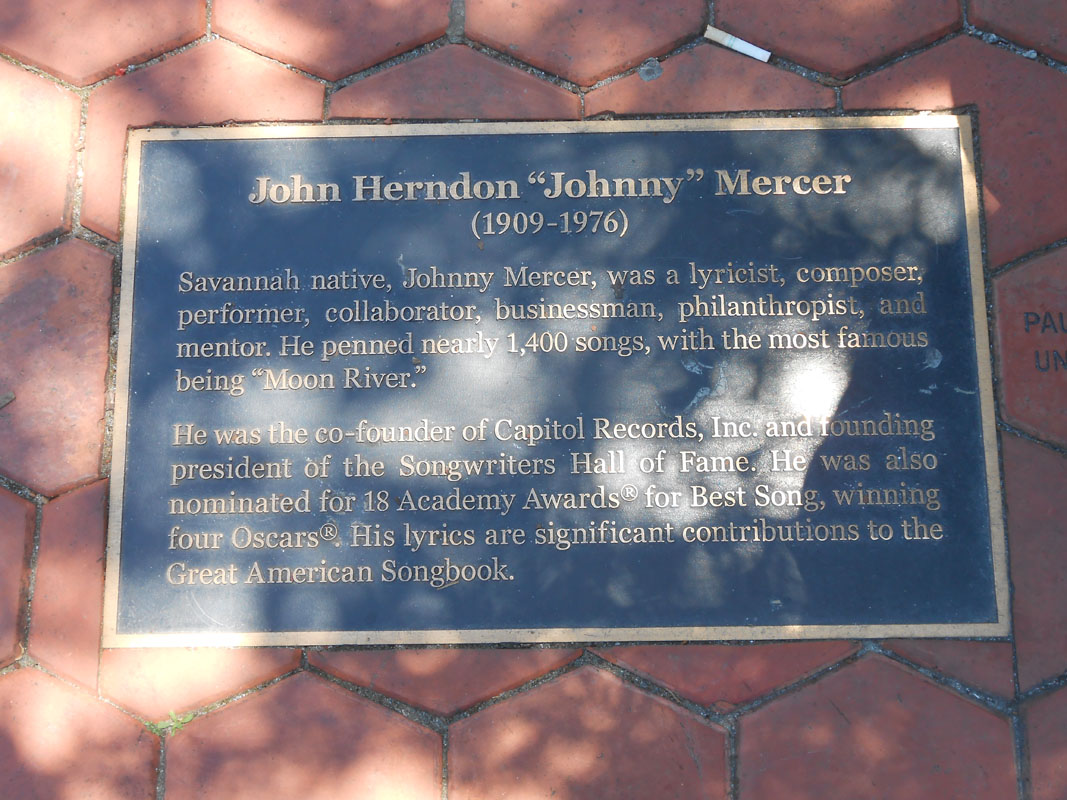 John Herndon “Johnny” Mercer
(1909-1976)
Savannah native, Johnny Mercer, was a lyricist, composer,
performer, collaborator, businessman, philanthropist, and
mentor. He penned nearly 1,400 songs, with the most famous
being “Moon River.”
He was the co-founder of Capitol Records, Inc. and founding
president of the Songwriters Hall of Fame. He was also
nominated for 18 Academy Awards® for Best Song, winning
four Oscars®. His lyrics are significant contributions to the
Great American Songbook.
PAU
UN